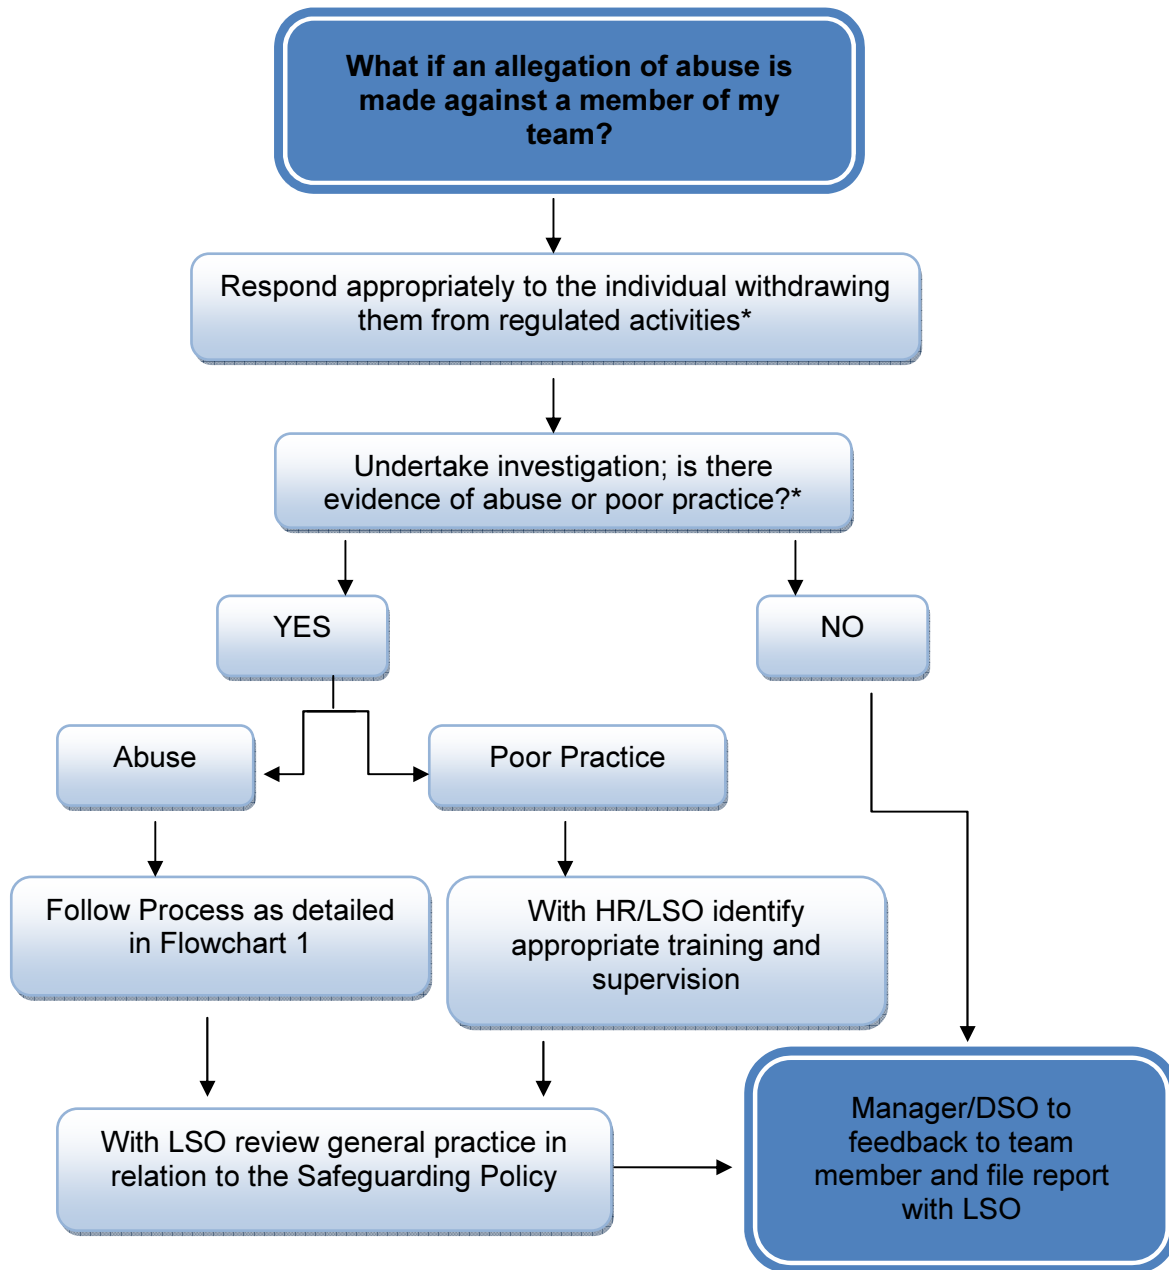 What if an allegation of abuse is
made against a member of my
team?
Respond appropriately to the individual withdrawing
them from regulated activities*
Undertake investigation; is there
evidence of abuse or poor practice?*
YES
NO
Abuse
Poor Practice
Follow Process as detailed
in Flowchart 1
With HR/LSO identify
appropriate training and
supervision
With LSO review general practice in
relation to the Safeguarding Policy
Manager/DSO to
feedback to team
member and file report
with LSO